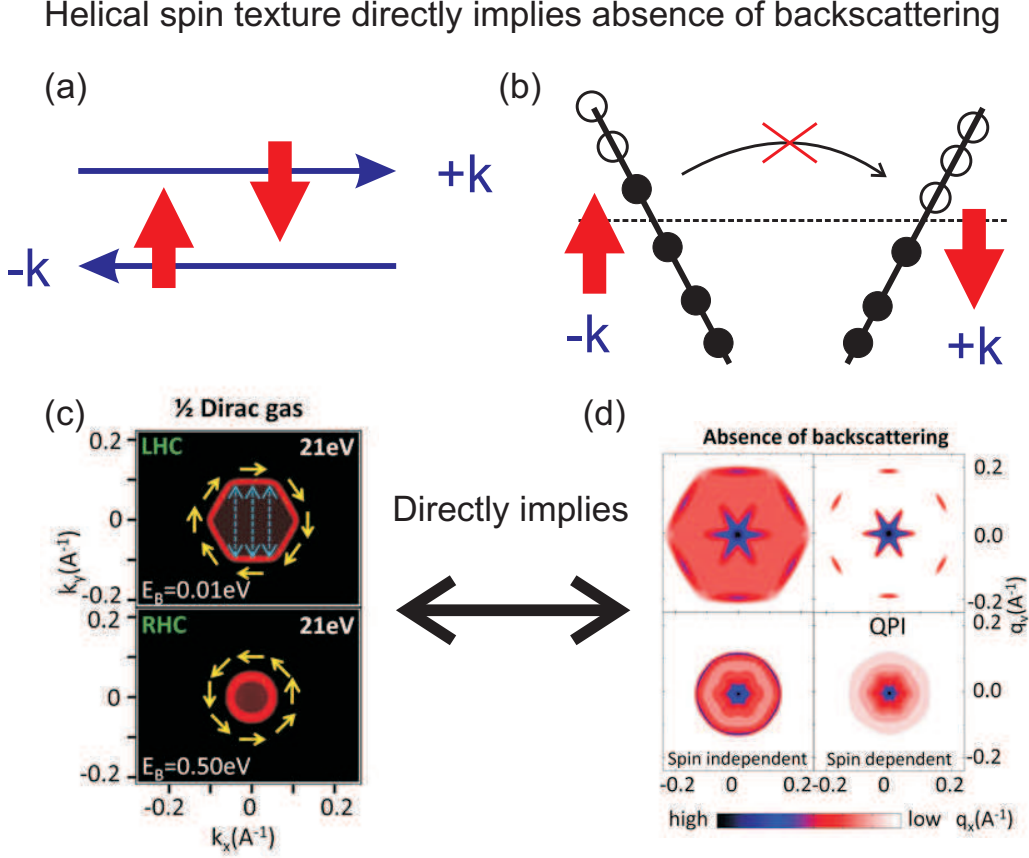 Helical spin texture directly implies absence of backscattering
(a)
+k
-k
(b)
-k
+k
(c)
½ Dirac gas
LHC
21eV
0.2
0
-0.2
k_y(A⁻¹)
E_B=0.01eV
RHC
21eV
0.2
0
-0.2
E_B=0.50eV
-0.2
0
0.2
k_x(A⁻¹)
Directly implies
(d)
Absence of backscattering
0.2
0.0
-0.2
q_y(A⁻¹)
QPI
0.2
0.0
-0.2
Spin independent
Spin dependent
-0.2
0
0.2
-0.2
0
0.2
high
low
q_x(A⁻¹)